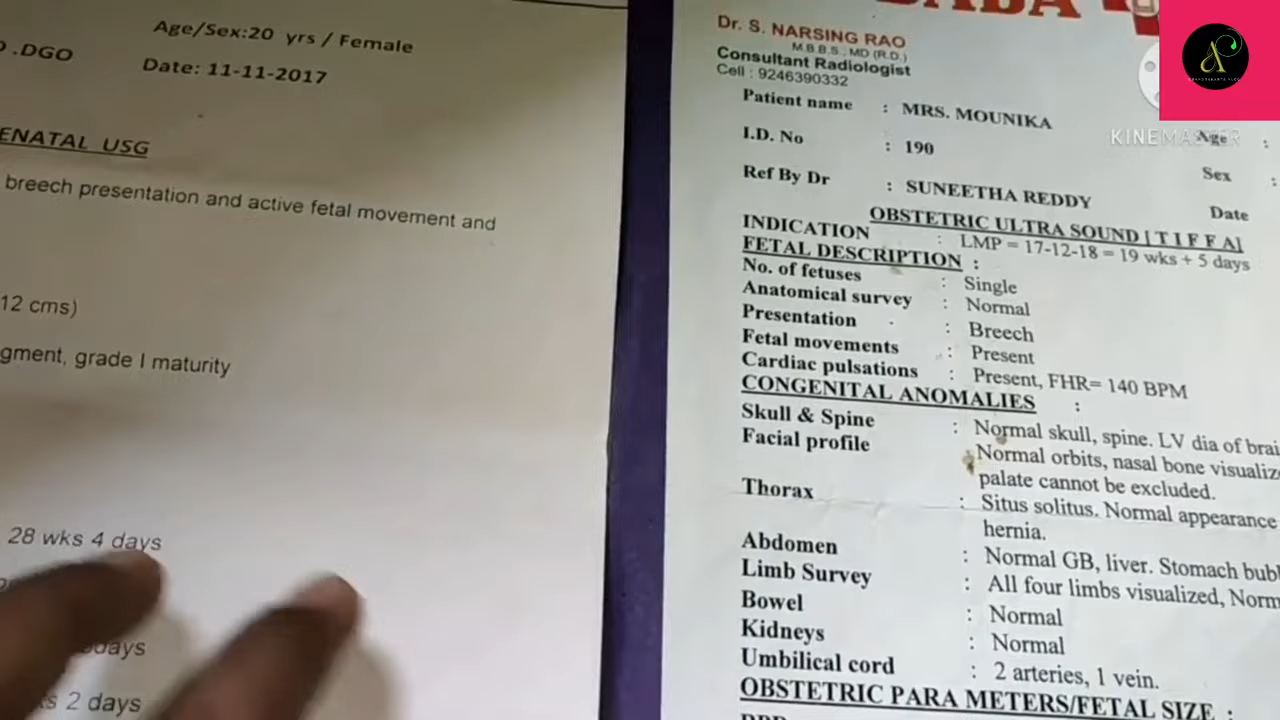 Age/Sex:20 yrs / Female
.DGO
Date: 11-11-2017
ENATAL USG
breech presentation and active fetal movement and
12 cms)
gment, grade I maturity
28 wks 4 days
days
2 days
Dr. S. NARSING RAO
M.B.B.S., MD (R.D.)
Consultant Radiologist
Cell : 9246390332
Patient name : MRS. MOUNIKA
Age :
I.D. No : 190
Sex :
Ref By Dr : SUNEETHA REDDY
Date
OBSTETRIC ULTRA SOUND [ T I F F A]
INDICATION : LMP = 17-12-18 = 19 wks + 5 days
FETAL DESCRIPTION :
No. of fetuses : Single
Anatomical survey : Normal
Presentation : Breech
Fetal movements : Present
Cardiac pulsations : Present, FHR= 140 BPM
CONGENITAL ANOMALIES :
Skull & Spine : Normal skull, spine. LV dia of brai
Facial profile : Normal orbits, nasal bone visualiz
palate cannot be excluded.
Thorax : Situs solitus. Normal appearance
hernia.
Abdomen : Normal GB, liver. Stomach bubb
Limb Survey : All four limbs visualized, Norm
Bowel : Normal
Kidneys : Normal
Umbilical cord : 2 arteries, 1 vein.
OBSTETRIC PARA METERS/FETAL SIZE :
KINEMASTER